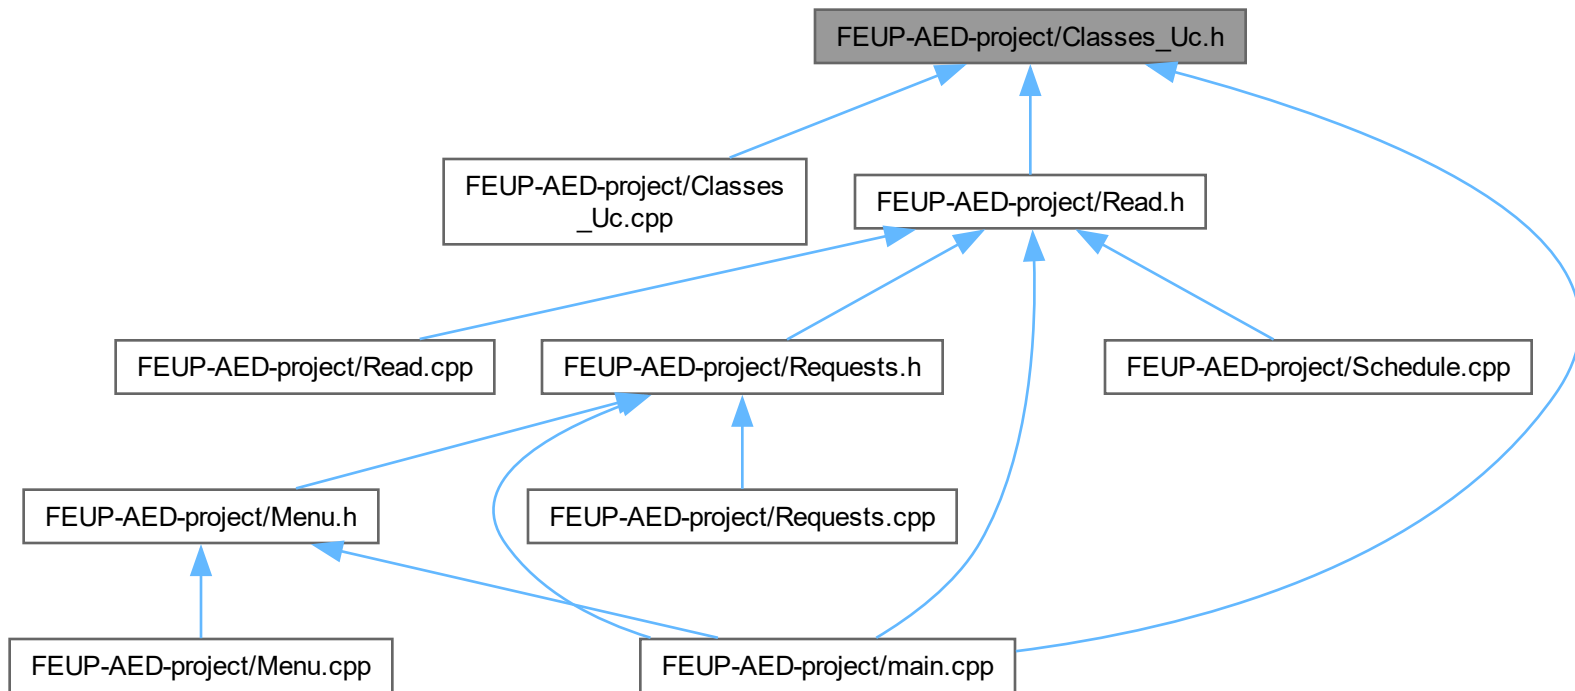 FEUP-AED-project/Classes_Uc.h
FEUP-AED-project/Classes
_Uc.cpp
FEUP-AED-project/Read.h
FEUP-AED-project/Read.cpp
FEUP-AED-project/Requests.h
FEUP-AED-project/Schedule.cpp
FEUP-AED-project/Menu.h
FEUP-AED-project/Requests.cpp
FEUP-AED-project/Menu.cpp
FEUP-AED-project/main.cpp